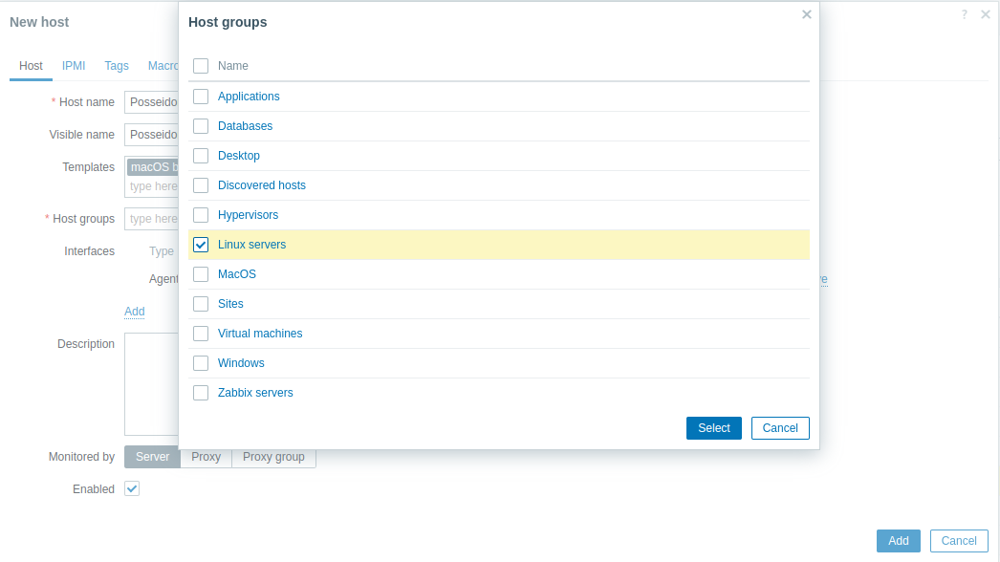 New host
? ×
Host IPMI Tags Macro
* Host name Posseido
Visible name Posseido
Templates macOS b
type here
* Host groups type here
Interfaces Type
Agent
Add
Description
Monitored by Server Proxy Proxy group
Enabled
Add Cancel
Host groups
×
Name
Applications
Databases
Desktop
Discovered hosts
Hypervisors
Linux servers
MacOS
Sites
Virtual machines
Windows
Zabbix servers
Select Cancel